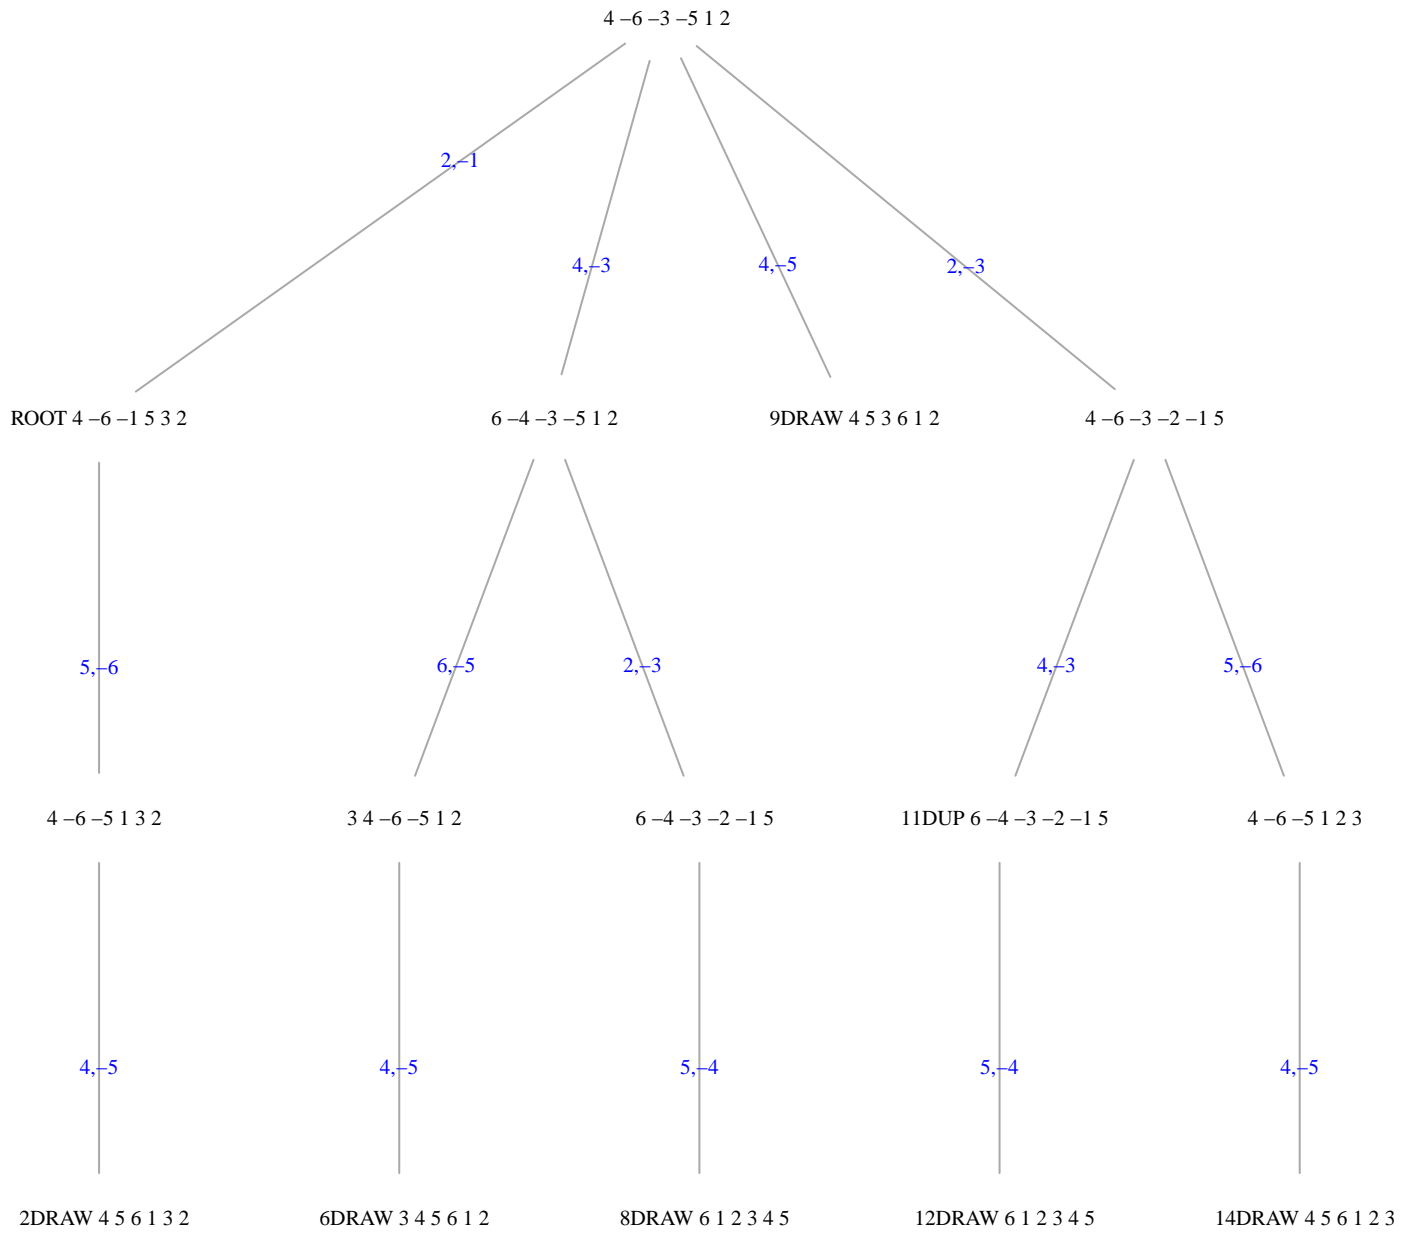 4 –6 –3 –5 1 2
2,–1
4,–3
4,–5
2,–3
ROOT 4 –6 –1 5 3 2
6 –4 –3 –5 1 2
9DRAW 4 5 3 6 1 2
4 –6 –3 –2 –1 5
5,–6
6,–5
2,–3
4,–3
5,–6
4 –6 –5 1 3 2
3 4 –6 –5 1 2
6 –4 –3 –2 –1 5
11DUP 6 –4 –3 –2 –1 5
4 –6 –5 1 2 3
4,–5
4,–5
5,–4
5,–4
4,–5
2DRAW 4 5 6 1 3 2
6DRAW 3 4 5 6 1 2
8DRAW 6 1 2 3 4 5
12DRAW 6 1 2 3 4 5
14DRAW 4 5 6 1 2 3